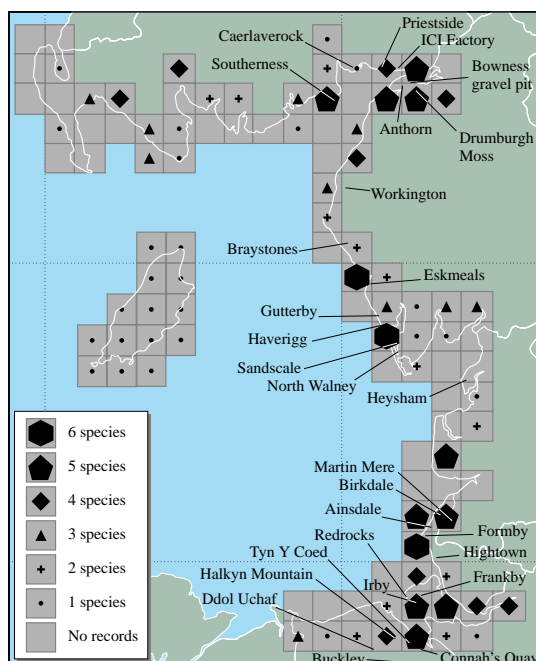 Priestside
Caerlaverock
ICI Factory
Southerness
Bowness
gravel pit
Anthorn
Drumburgh
Moss
Workington
Braystones
Eskmeals
Gutterby
Haverigg
Sandscale
North Walney
Heysham
6 species
5 species
4 species
3 species
2 species
1 species
No records
Martin Mere
Birkdale
Ainsdale
Formby
Redrocks
Hightown
Tyn Y Coed
Halkyn Mountain
Irby
Frankby
Ddol Uchaf
Buckley
Connah's Quay